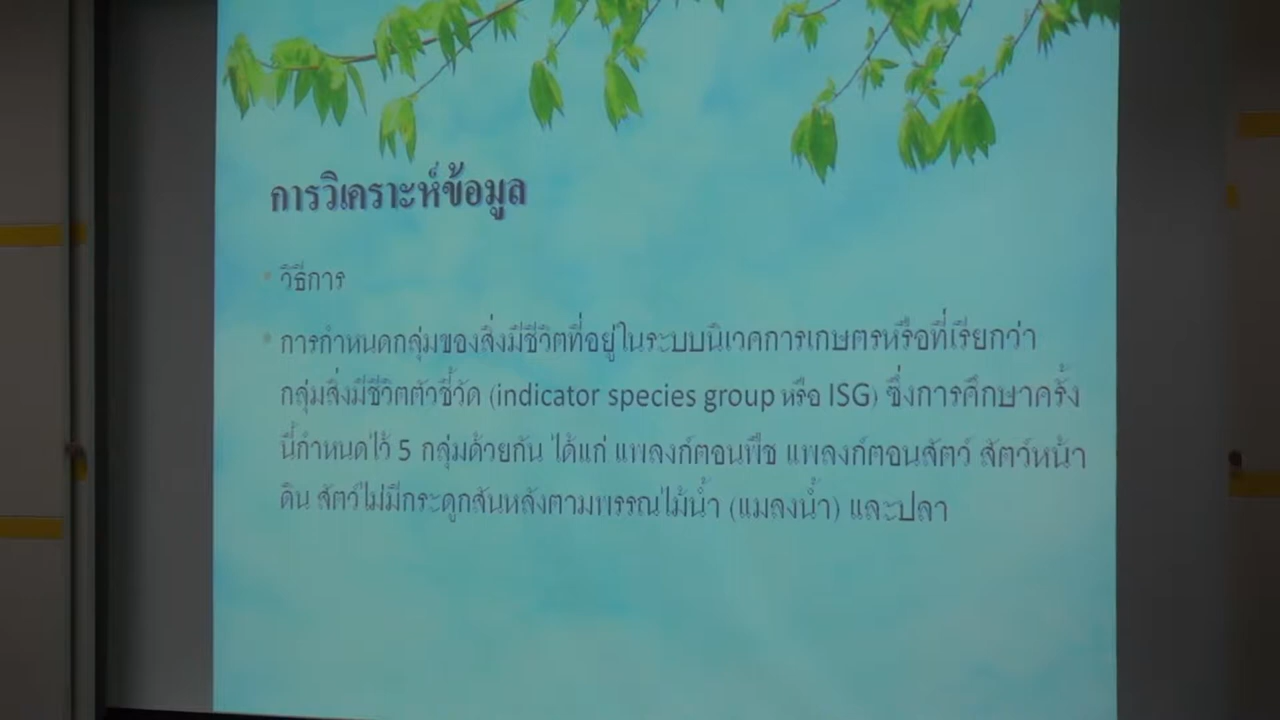 การวิเคราะห์ข้อมูล
วิธีการ
การกำหนดกลุ่มของสิ่งมีชีวิตที่อยู่ในระบบนิเวศการเกษตรหรือที่เรียกว่า
กลุ่มสิ่งมีชีวิตตัวชี้วัด (indicator species group หรือ ISG) ซึ่งการศึกษาครั้ง
นี้กำหนดไว้ 5 กลุ่มด้วยกัน ได้แก่ แพลงก์ตอนพืช แพลงก์ตอนสัตว์ สัตว์หน้า
ดิน สัตว์ไม่มีกระดูกสันหลังตามพรรณไม้น้ำ (แมลงน้ำ) และปลา